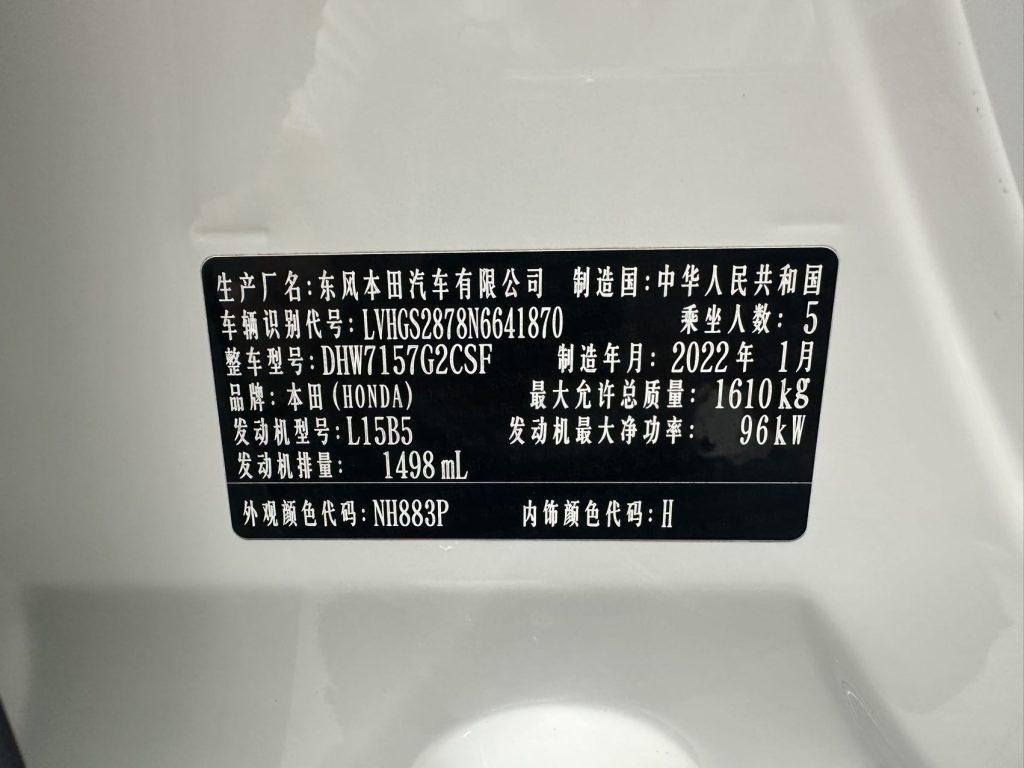 生产厂名:东风本田汽车有限公司 制造国:中华人民共和国
车辆识别代号:LVHGS2878N6641870 乘坐人数:5
整车型号:DHW7157G2CSF 制造年月:2022年 1月
品牌:本田(HONDA) 最大允许总质量:1610kg
发动机型号:L15B5 发动机最大净功率: 96kW
发动机排量: 1498mL
外观颜色代码:NH883P 内饰颜色代码:H